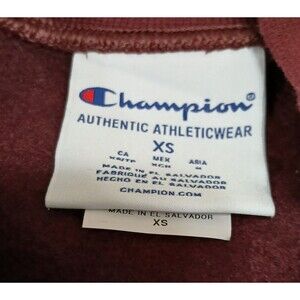 Champion®
AUTHENTIC ATHLETICWEAR
XS
CA MEX ASIA
MADE IN EL SALVADOR
FABRIQUÉ AU EL SALVADOR
HECHO EN EL SALVADOR
CHAMPION.COM
MADE IN EL SALVADOR
XS